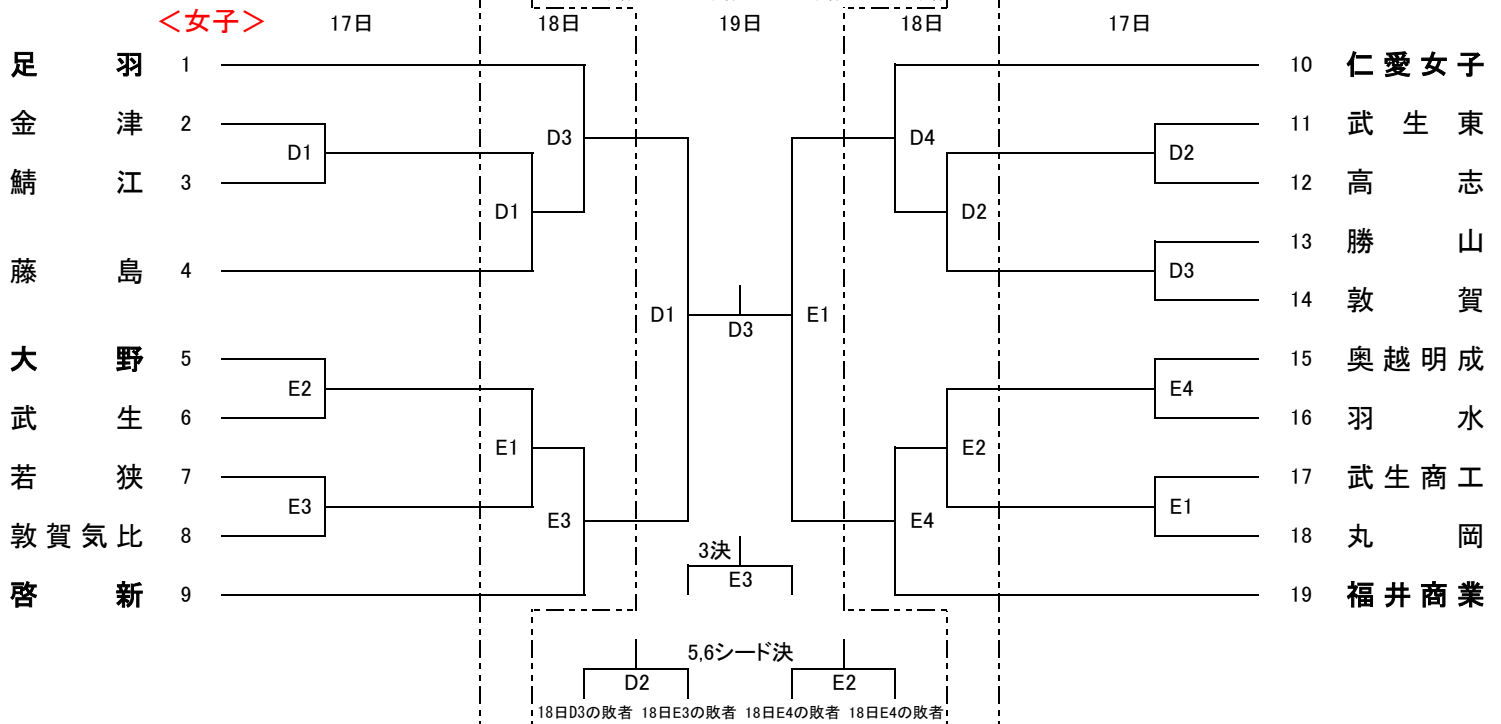 <女子> 17日 18日 19日 18日 17日
足羽 1
金津 2
鯖江 3
藤島 4
大野 5
武生 6
若狭 7
敦賀気比 8
啓新 9
D1
E2
E3
D1
E1
D3
E3
D1
D3
E1
3決
E3
D4
E4
D2
E2
D2
D3
E4
E1
10 仁愛女子
11 武生東
12 高志
13 勝山
14 敦賀
15 奥越明成
16 羽水
17 武生商工
18 丸岡
19 福井商業
5,6シード決
D2 E2
18日D3の敗者 18日E3の敗者 18日E4の敗者 18日E4の敗者